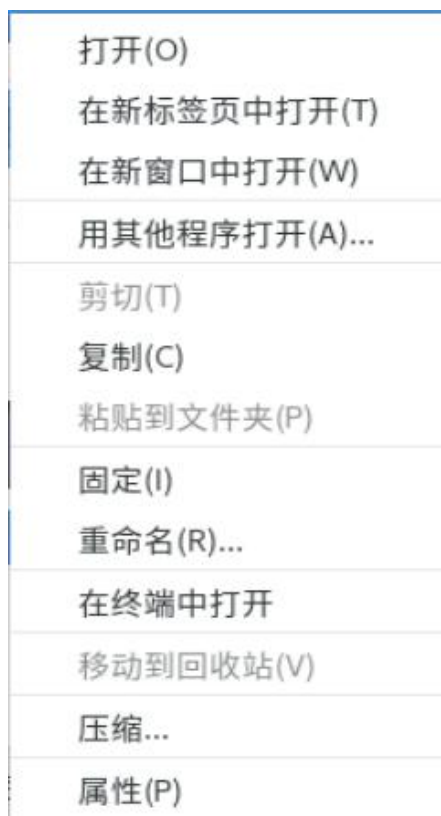 打开(O)
在新标签页中打开(T)
在新窗口中打开(W)
用其他程序打开(A)...
剪切(T)
复制(C)
粘贴到文件夹(P)
固定(I)
重命名(R)...
在终端中打开
移动到回收站(V)
压缩...
属性(P)